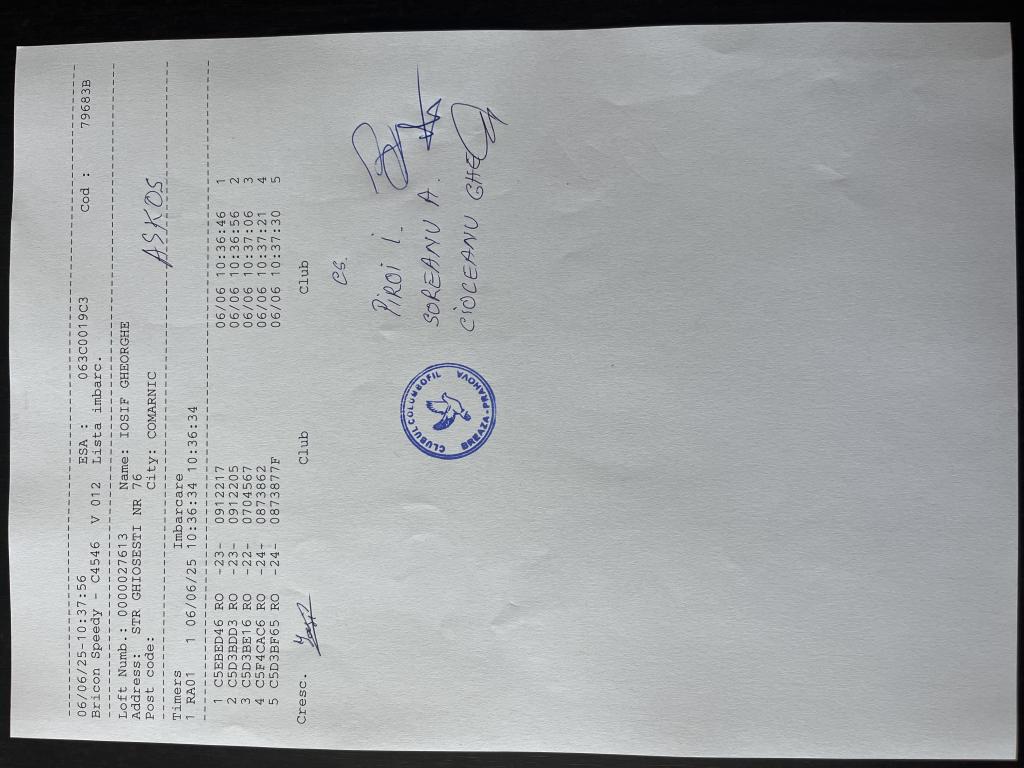 --------------------------------------------------------------------------------
06/06/25-10:37:56 ESA : 063C0019C3 Cod : 79683B
Bricon Speedy - C4546 V 012 Lista imbarc.
--------------------------------------------------------------------------------
Loft Numb.: 0000027613 Name: IOSIF GHEORGHE
Address: STR GHIOSESTI NR 76
Post code: City: COMARNIC
ASKOS
--------------------------------------------------------------------------------
Timers Imbarcare
1 RA01 1 06/06/25 10:36:34 10:36:34
--------------------------------------------------------------------------------
1 C5EBED46 RO -23- 0912217 06/06 10:36:46 1
2 C5D3BDD3 RO -23- 0912205 06/06 10:36:56 2
3 C5D3BE16 RO -22- 0704567 06/06 10:37:06 3
4 C5F4CAC6 RO -24- 0873862 06/06 10:37:21 4
5 C5D3BF65 RO -24- 0873877F 06/06 10:37:30 5
Cresc. Club Club
CS.
PIROI I.
SOREANU A.
CIOCEANU GHE
CLUBUL COLUMBOFIL
BREAZA-PRAHOVA